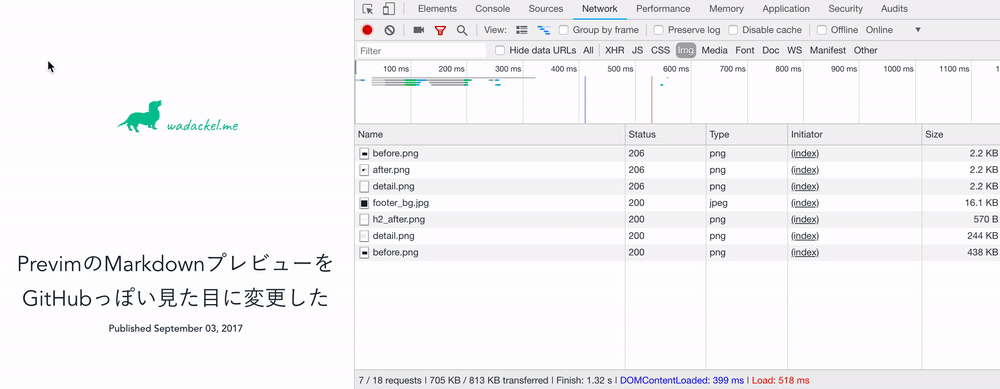 wadackel.me
PrevimのMarkdownプレビューを
GitHubっぽい見た目に変更した
Published September 03, 2017
Elements Console Sources Network Performance Memory Application Security Audits
View: Group by frame Preserve log Disable cache Offline Online
Filter Hide data URLs All XHR JS CSS Img Media Font Doc WS Manifest Other
100 ms 200 ms 300 ms 400 ms 500 ms 600 ms 700 ms 800 ms 900 ms 1000 ms 1100 ms
Name Status Type Initiator Size
before.png 206 png (index) 2.2 KB
after.png 206 png (index) 2.2 KB
detail.png 206 png (index) 2.2 KB
footer_bg.jpg 200 jpeg (index) 16.1 KB
h2_after.png 200 png (index) 570 B
detail.png 200 png (index) 244 KB
before.png 200 png (index) 438 KB
7 / 18 requests | 705 KB / 813 KB transferred | Finish: 1.32 s | DOMContentLoaded: 399 ms | Load: 518 ms